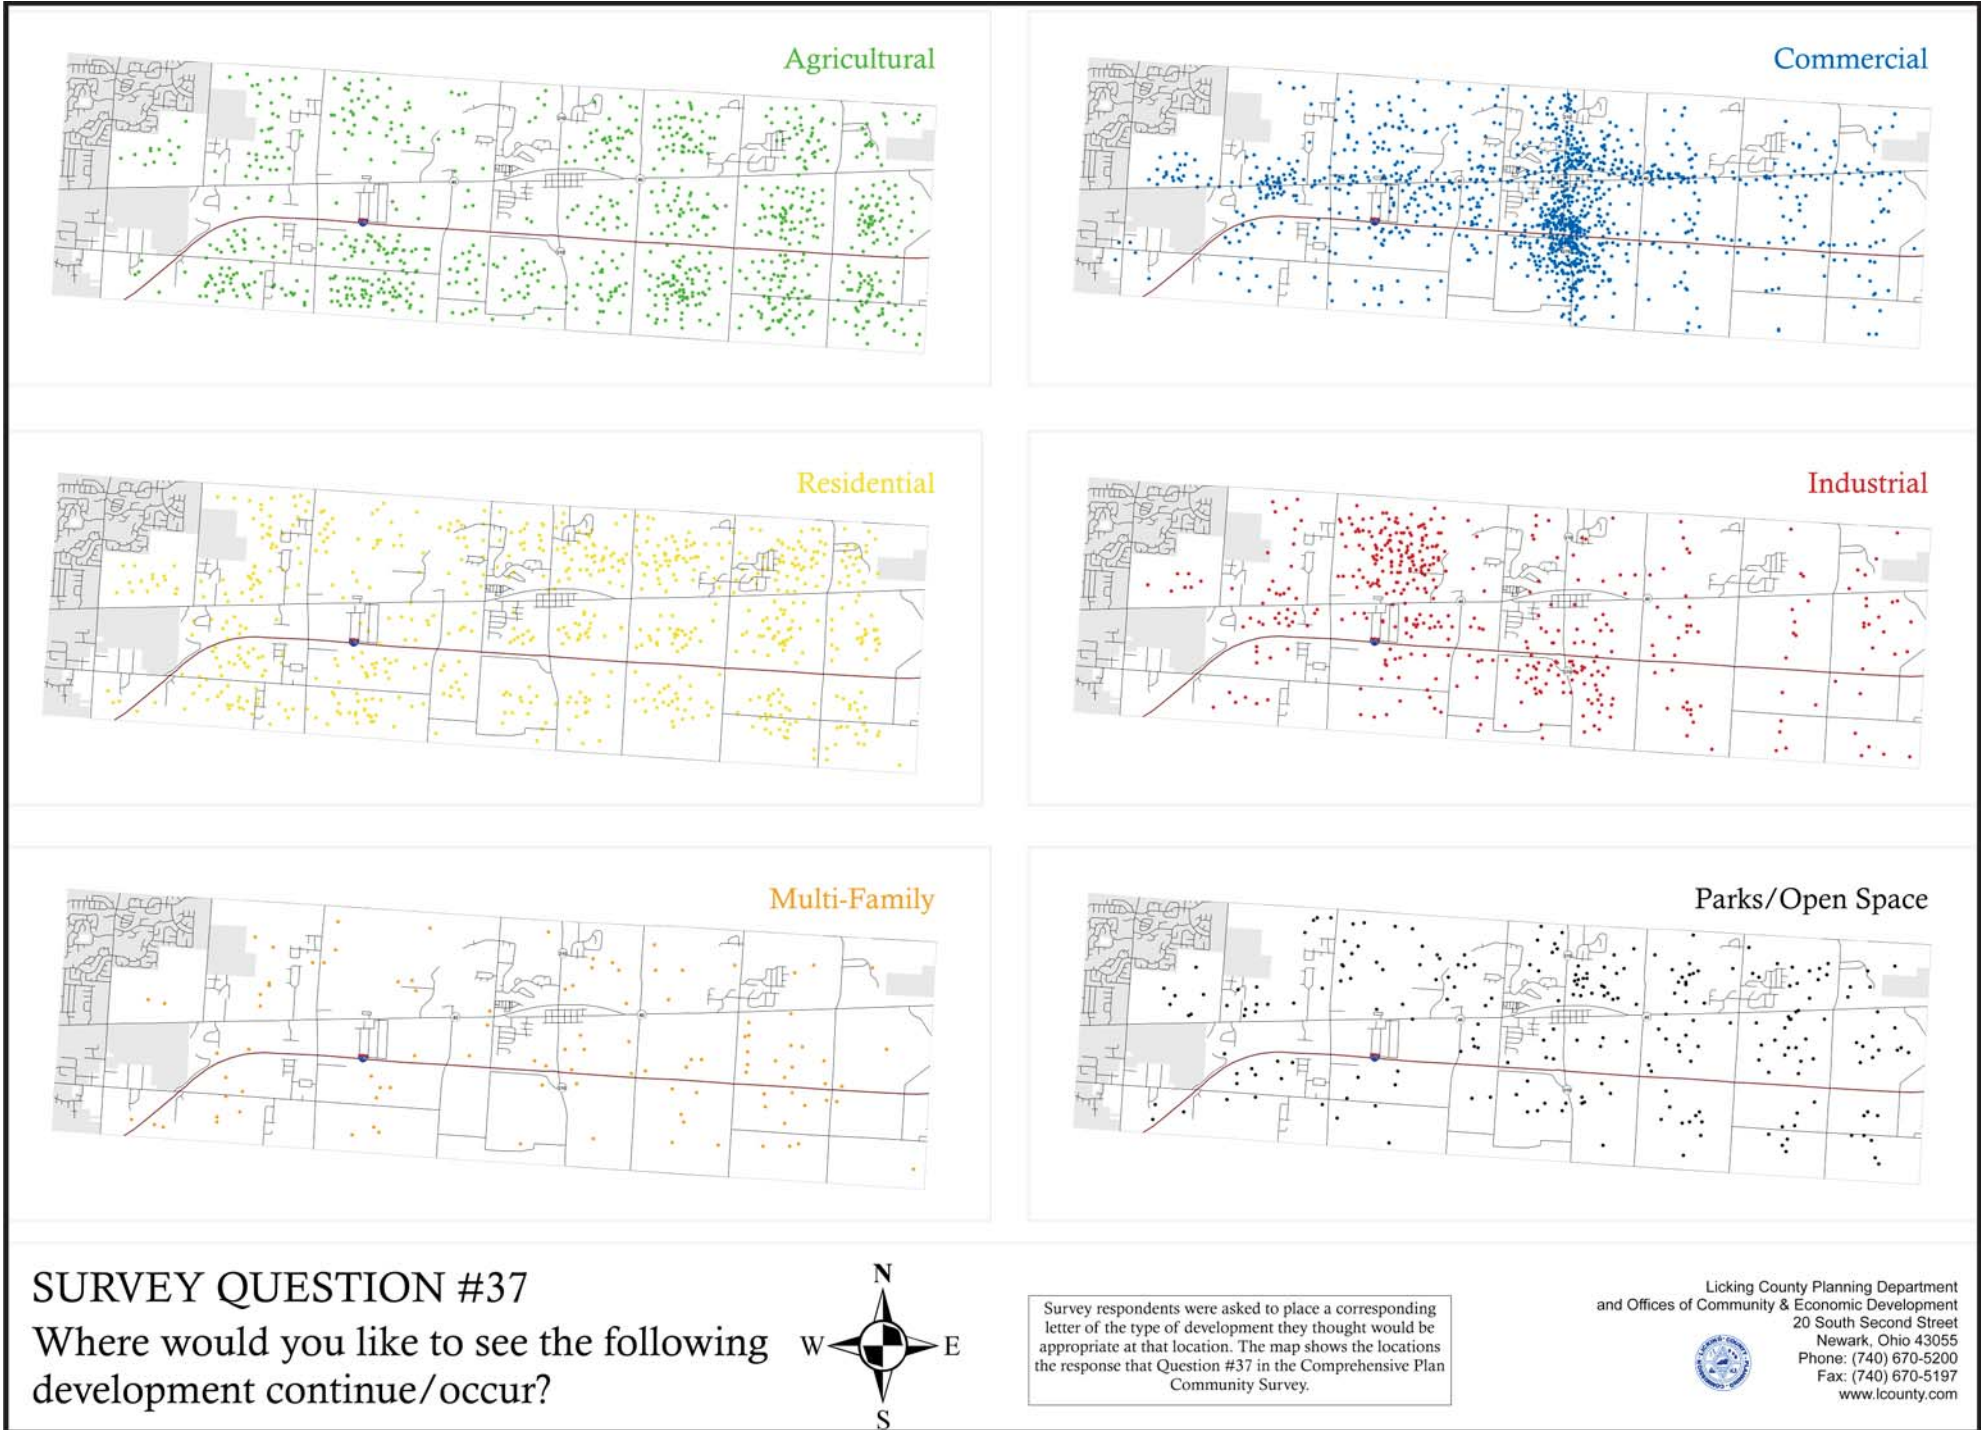 Agricultural
Commercial
Residential
Industrial
Multi-Family
Parks/Open Space
SURVEY QUESTION #37
Where would you like to see the following
development continue/occur?
N
W
E
S
Survey respondents were asked to place a corresponding
letter of the type of development they thought would be
appropriate at that location. The map shows the locations
the response that Question #37 in the Comprehensive Plan
Community Survey.
Licking County Planning Department
and Offices of Community & Economic Development
20 South Second Street
Newark, Ohio 43055
Phone: (740) 670-5200
Fax: (740) 670-5197
www.lcounty.com